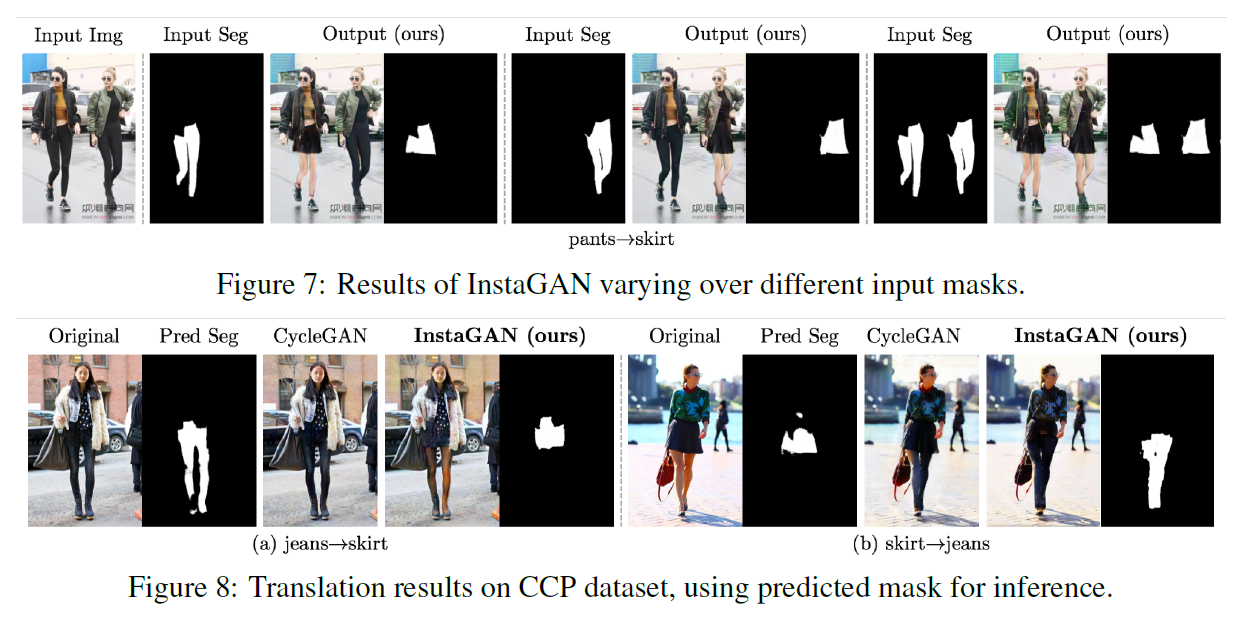 Input Img Input Seg Output (ours) Input Seg Output (ours) Input Seg Output (ours)
pants→skirt
Figure 7: Results of InstaGAN varying over different input masks.
Original Pred Seg CycleGAN InstaGAN (ours) Original Pred Seg CycleGAN InstaGAN (ours)
(a) jeans→skirt (b) skirt→jeans
Figure 8: Translation results on CCP dataset, using predicted mask for inference.